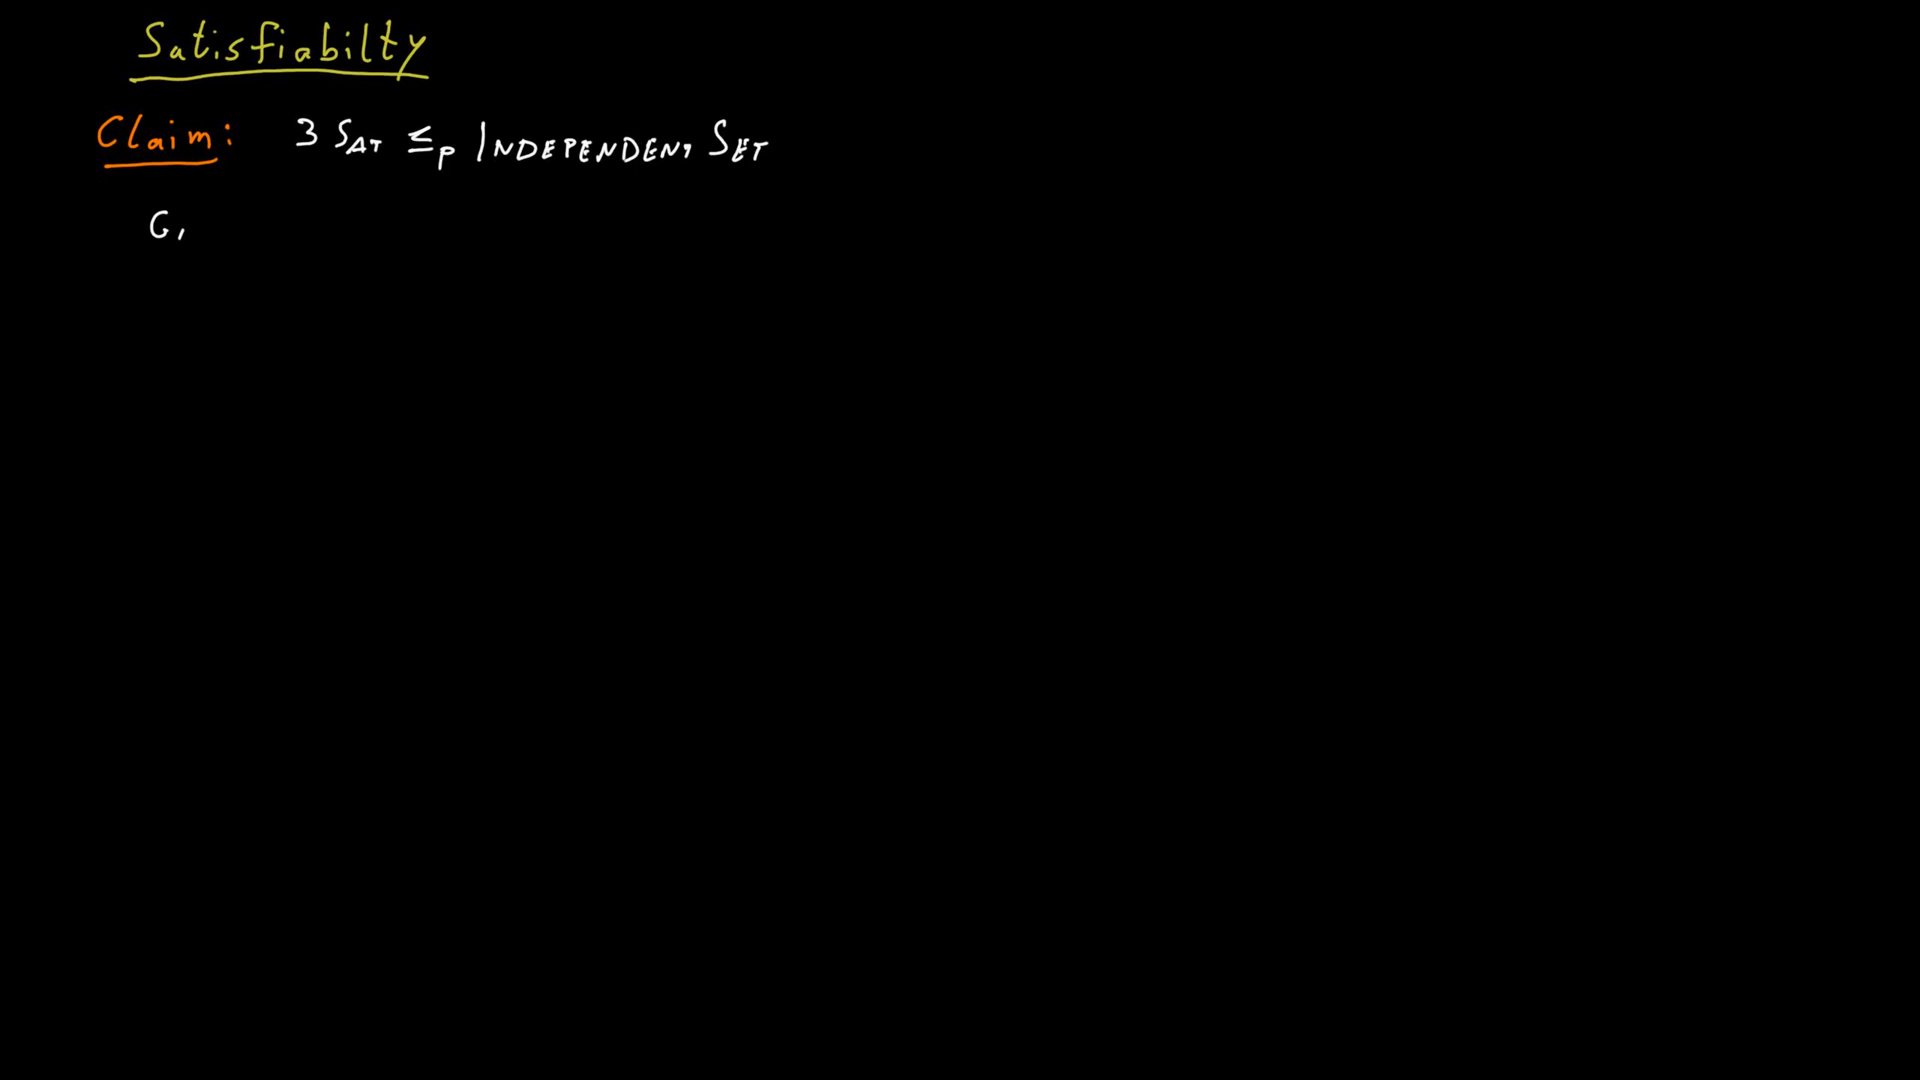 Satisfiabilty
Claim: 3 SAT ≤p INDEPENDENT SET
G,